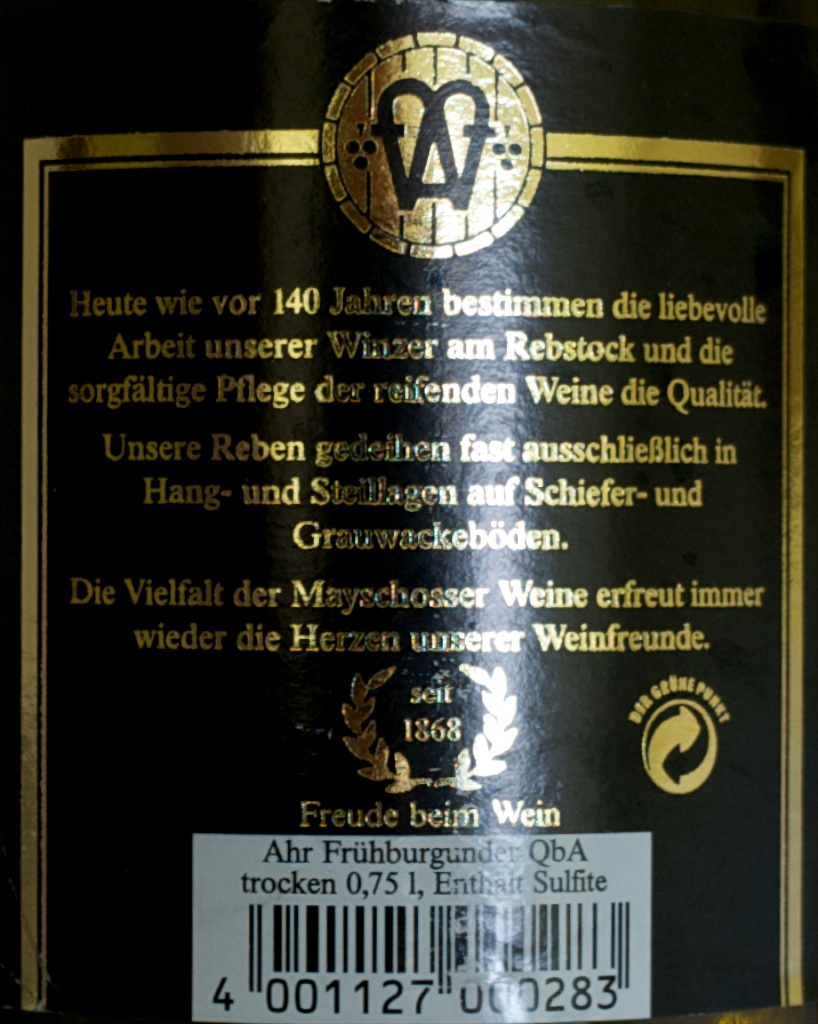 Heute wie vor 140 Jahren bestimmen die liebevolle
Arbeit unserer Winzer am Rebstock und die
sorgfältige Pflege der reifenden Weine die Qualität.
Unsere Reben gedeihen fast ausschließlich in
Hang- und Steillagen auf Schiefer- und
Grauwackeböden.
Die Vielfalt der Mayschosser Weine erfreut immer
wieder die Herzen unserer Weinfreunde.
seit
1868
DER GRÜNE PUNKT
Freude beim Wein
Ahr Frühburgunder QbA
trocken 0,75 l, Enthält Sulfite
4 001127 000283